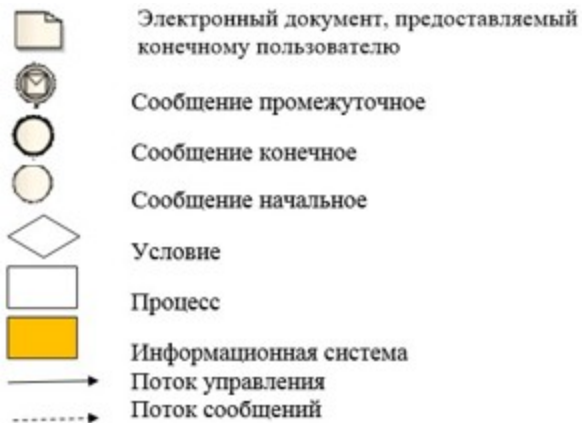 Электронный документ, предоставляемый
конечному пользователю
Сообщение промежуточное
Сообщение конечное
Сообщение начальное
Условие
Процесс
Информационная система
Поток управления
Поток сообщений